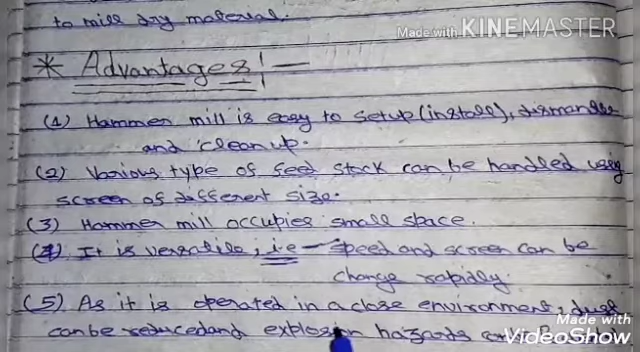 to mill dry material.
Made with KINEMASTER
* Advantages :-
(1) Hammer mill is easy to setup (install), dismantle
and clean up.
(2) Various type of feed stock can be handled using
screen of different size.
(3) Hammer mill occupies small space.
(4) It is versatile, i.e - speed and screen can be
change rapidly.
(5) As it is operated in a close environment, dust
can be reduced and explosion hazards
Made with
VideoShow